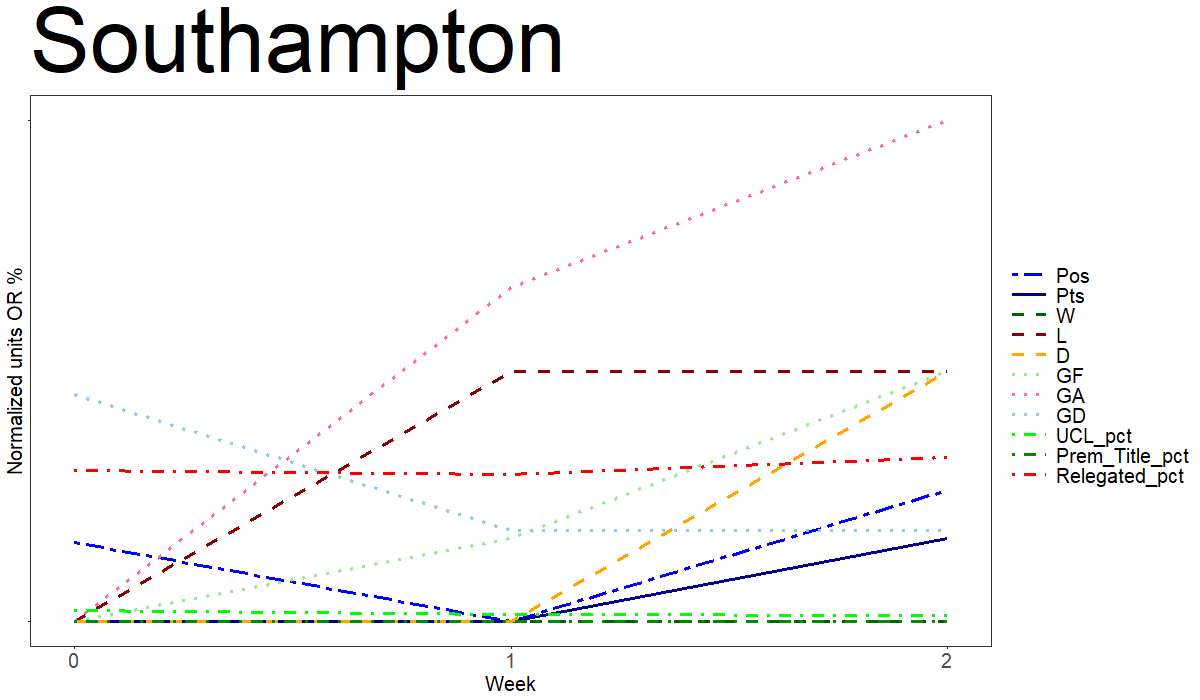 Southampton
Normalized units OR %
0
1
2
Week
Pos
Pts
W
L
D
GF
GA
GD
UCL_pct
Prem_Title_pct
Relegated_pct